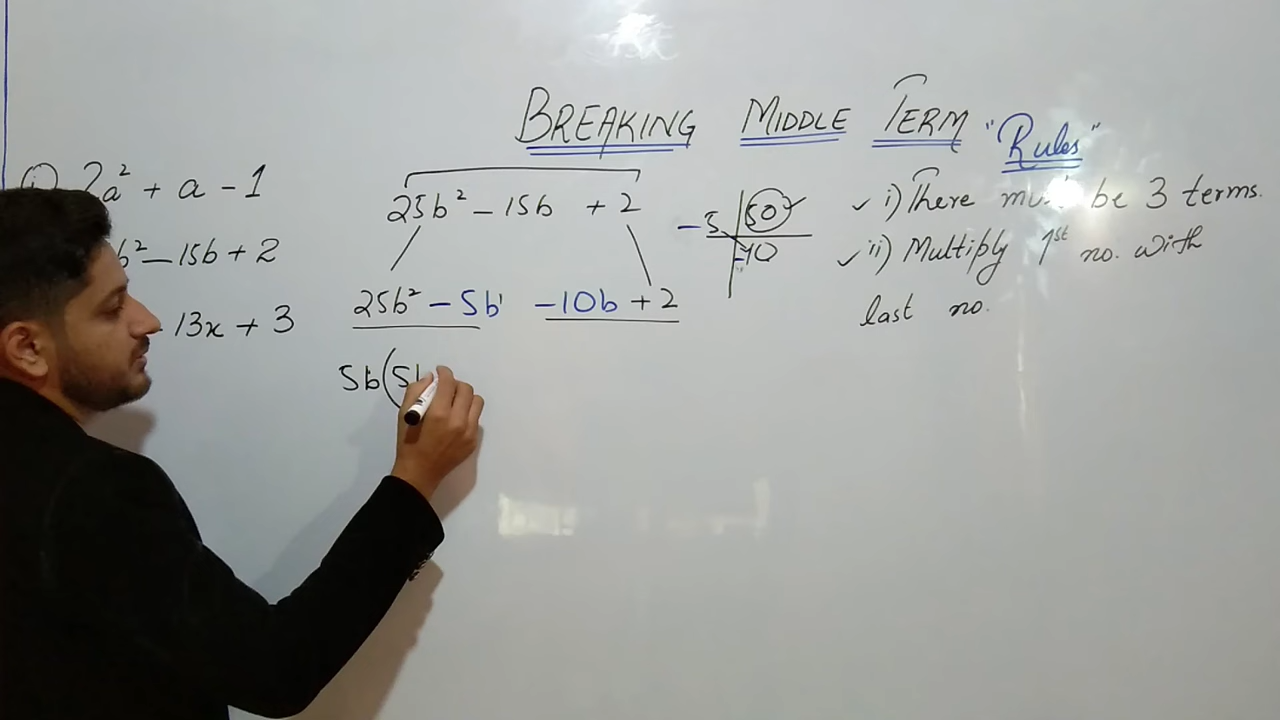 BREAKING MIDDLE TERM "Rules"
2a² + a - 1
b² - 15b + 2
- 13x + 3
25b² - 15b + 2
25b² - 5b - 10b + 2
5b(5b
- 5 50
-10
i) There must be 3 terms.
ii) Multiply 1st no. with
last no.